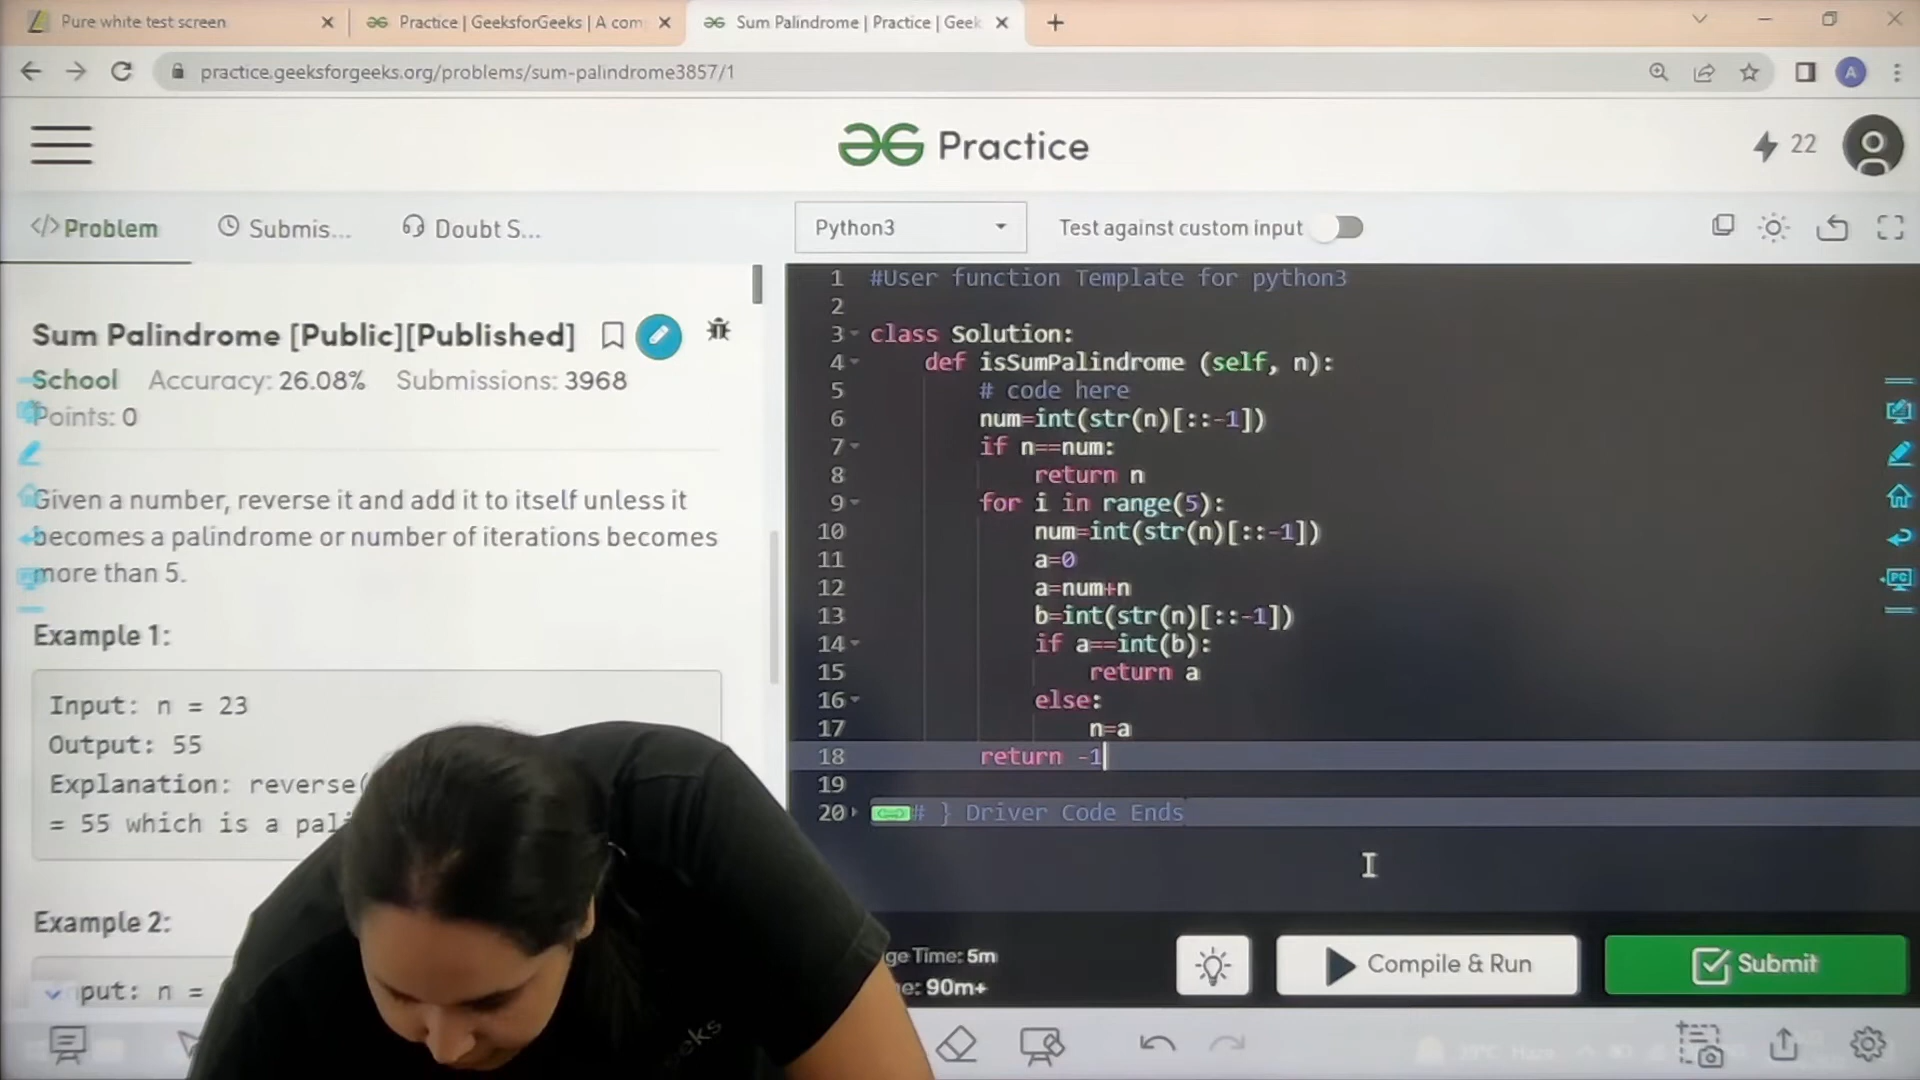 Pure white test screen
Practice | GeeksforGeeks | A com
Sum Palindrome | Practice | Geek
practice.geeksforgeeks.org/problems/sum-palindrome3857/1
A
Practice
22
</>Problem
Submis...
Doubt S...
Python3
Test against custom input
Sum Palindrome [Public][Published]
School Accuracy: 26.08% Submissions: 3968
Points: 0
Given a number, reverse it and add it to itself unless it
becomes a palindrome or number of iterations becomes
more than 5.
Example 1:
Input: n = 23
Output: 55
Explanation: reverse(
= 55 which is a pal
Example 2:
put: n =
1 #User function Template for python3
2
3 class Solution:
4 def isSumPalindrome (self, n):
5 # code here
6 num=int(str(n)[::-1])
7 if n==num:
8 return n
9 for i in range(5):
10 num=int(str(n)[::-1])
11 a=0
12 a=num+n
13 b=int(str(n)[::-1])
14 if a==int(b):
15 return a
16 else:
17 n=a
18 return -1
19
20 # } Driver Code Ends
PC
ge Time: 5m
e: 90m+
Compile & Run
Submit
eeks